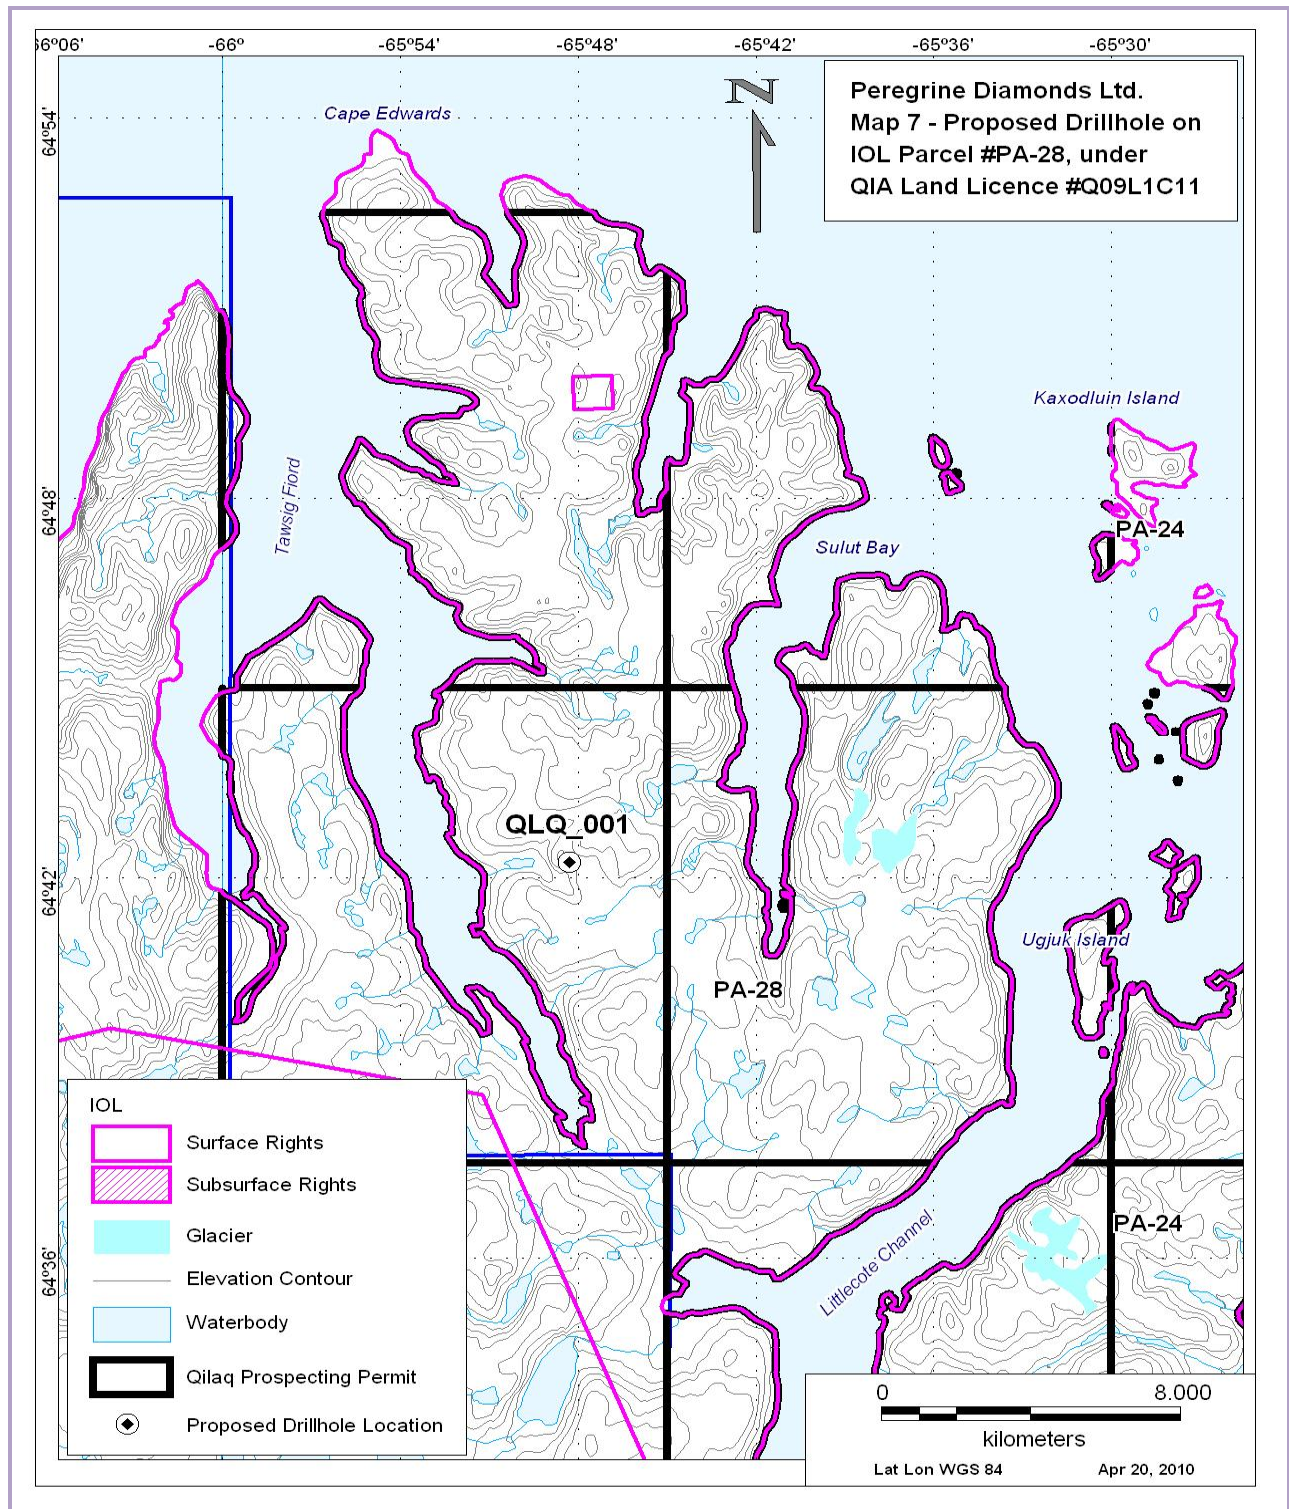 66°06' -66° -65°54' -65°48' -65°42' -65°36' -65°30'
Peregrine Diamonds Ltd.
Map 7 - Proposed Drillhole on
IOL Parcel #PA-28, under
QIA Land Licence #Q09L1C11
N
64°54'
Cape Edwards
Kaxodluin Island
64°48'
Tawsig Fiord
PA-24
Sulut Bay
QLQ_001
64°42'
Ugjuk Island
PA-28
IOL
Surface Rights
Subsurface Rights
Glacier
Elevation Contour
Waterbody
Qilaq Prospecting Permit
Proposed Drillhole Location
PA-24
64°36'
Littlecote Channel
0 8.000
kilometers
Lat Lon WGS 84 Apr 20, 2010